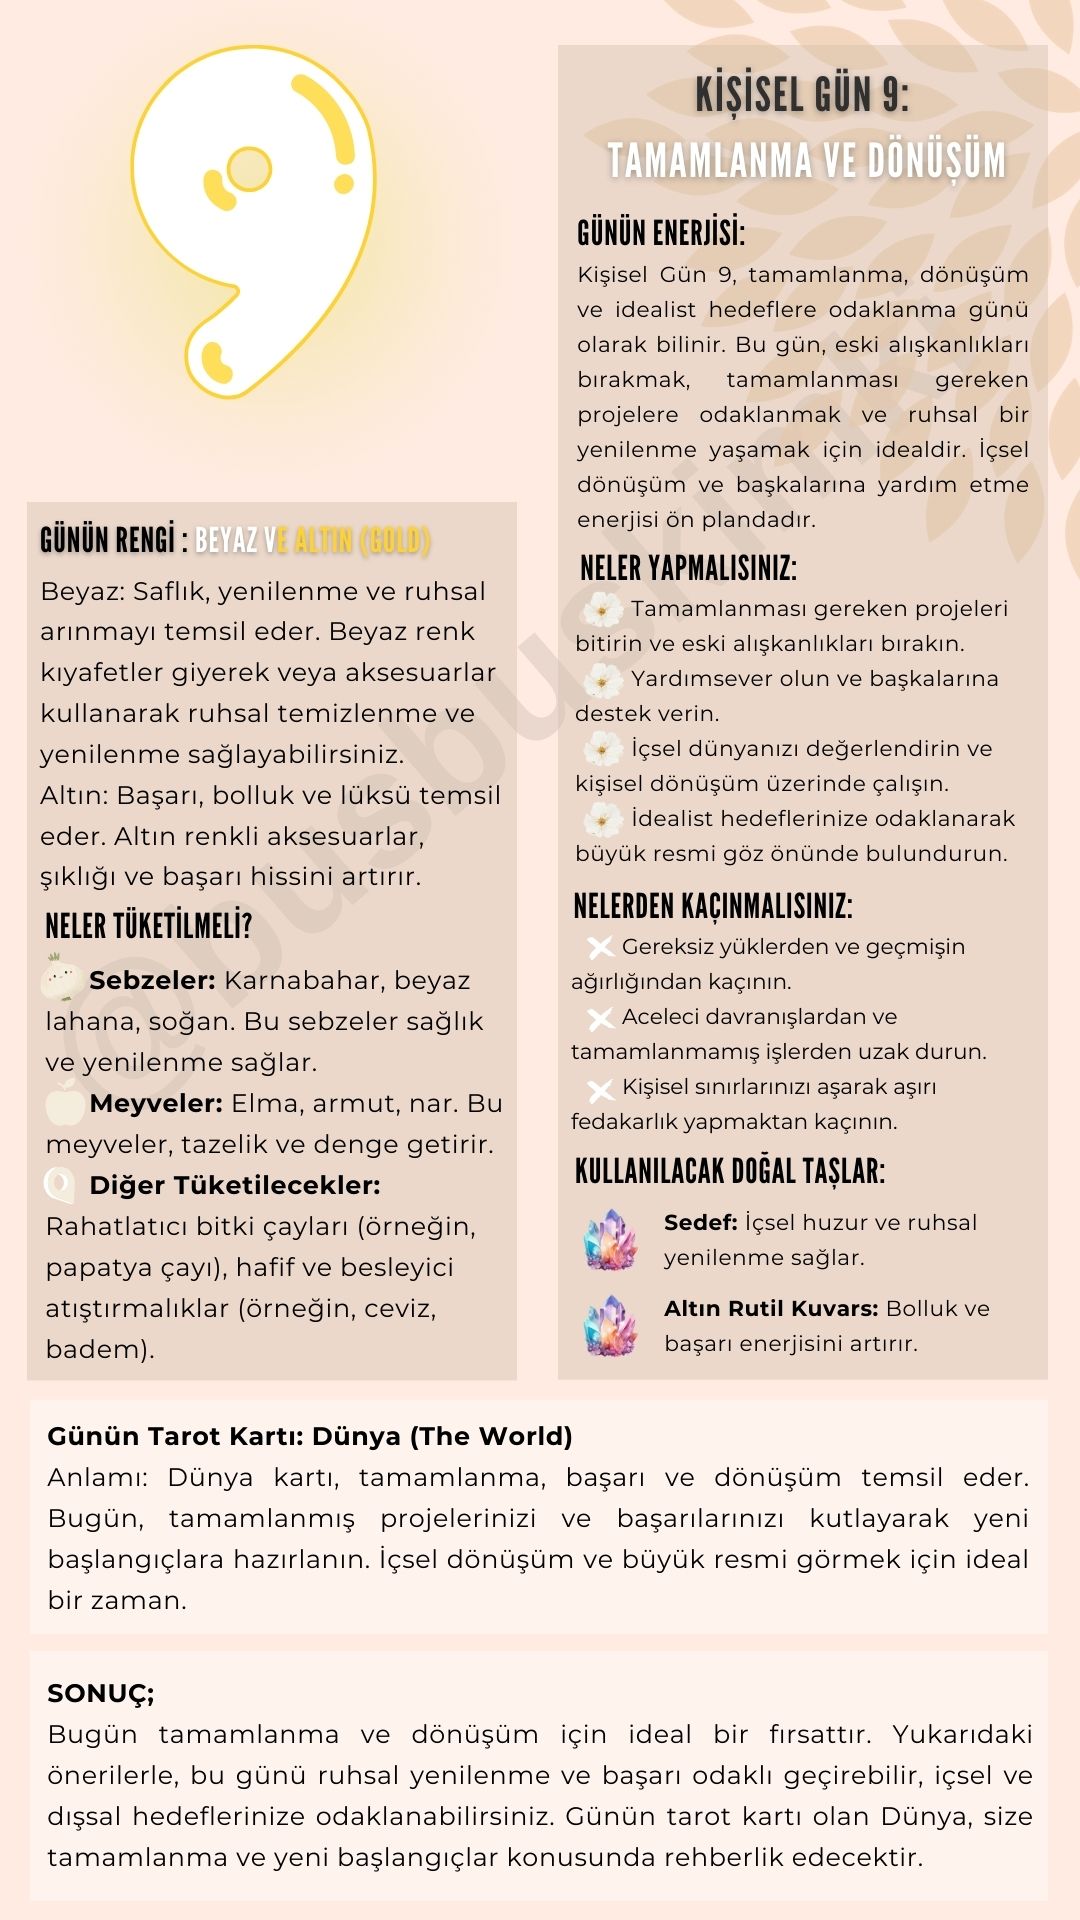 9
KİŞİSEL GÜN 9:
TAMAMLANMA VE DÖNÜŞÜM
GÜNÜN ENERJİSİ:
Kişisel Gün 9, tamamlanma, dönüşüm
ve idealist hedeflere odaklanma günü
olarak bilinir. Bu gün, eski alışkanlıkları
bırakmak, tamamlanması gereken
projelere odaklanmak ve ruhsal bir
yenilenme yaşamak için idealdir. İçsel
dönüşüm ve başkalarına yardım etme
enerjisi ön plandadır.
NELER YAPMALISINIZ:
Tamamlanması gereken projeleri
bitirin ve eski alışkanlıkları bırakın.
Yardımsever olun ve başkalarına
destek verin.
İçsel dünyanızı değerlendirin ve
kişisel dönüşüm üzerinde çalışın.
İdealist hedeflerinize odaklanarak
büyük resmi göz önünde bulundurun.
NELERDEN KAÇINMALISINIZ:
Gereksiz yüklerden ve geçmişin
ağırlığından kaçının.
Aceleci davranışlardan ve
tamamlanmamış işlerden uzak durun.
Kişisel sınırlarınızı aşarak aşırı
fedakarlık yapmaktan kaçının.
KULLANILACAK DOĞAL TAŞLAR:
Sedef: İçsel huzur ve ruhsal
yenilenme sağlar.
Altın Rutil Kuvars: Bolluk ve
başarı enerjisini artırır.
GÜNÜN RENGİ : BEYAZ VE ALTIN (GOLD)
Beyaz: Saflık, yenilenme ve ruhsal
arınmayı temsil eder. Beyaz renk
kıyafetler giyerek veya aksesuarlar
kullanarak ruhsal temizlenme ve
yenilenme sağlayabilirsiniz.
Altın: Başarı, bolluk ve lüksü temsil
eder. Altın renkli aksesuarlar,
şıklığı ve başarı hissini artırır.
NELER TÜKETİLMELİ?
Sebzeler: Karnabahar, beyaz
lahana, soğan. Bu sebzeler sağlık
ve yenilenme sağlar.
Meyveler: Elma, armut, nar. Bu
meyveler, tazelik ve denge getirir.
Diğer Tüketilecekler:
Rahatlatıcı bitki çayları (örneğin,
papatya çayı), hafif ve besleyici
atıştırmalıklar (örneğin, ceviz,
badem).
Günün Tarot Kartı: Dünya (The World)
Anlamı: Dünya kartı, tamamlanma, başarı ve dönüşüm temsil eder.
Bugün, tamamlanmış projelerinizi ve başarılarınızı kutlayarak yeni
başlangıçlara hazırlanın. İçsel dönüşüm ve büyük resmi görmek için ideal
bir zaman.
SONUÇ;
Bugün tamamlanma ve dönüşüm için ideal bir fırsattır. Yukarıdaki
önerilerle, bu günü ruhsal yenilenme ve başarı odaklı geçirebilir, içsel ve
dışsal hedeflerinize odaklanabilirsiniz. Günün tarot kartı olan Dünya, size
tamamlanma ve yeni başlangıçlar konusunda rehberlik edecektir.